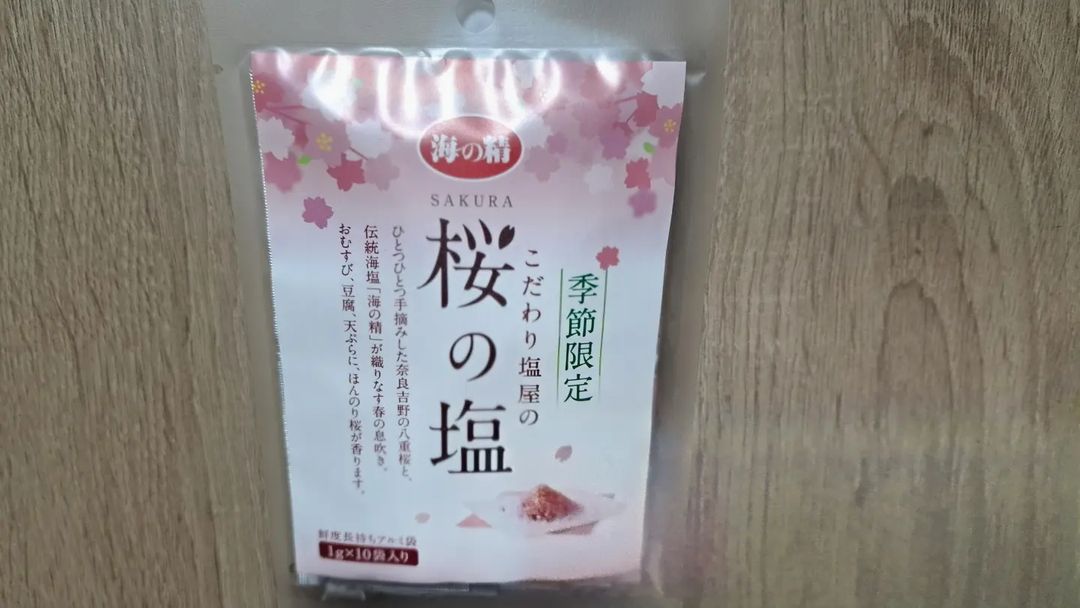 海の精
SAKURA
季節限定
こだわり塩屋の
桜の塩
ひとつひとつ手摘みした奈良吉野の八重桜と、
伝統海塩「海の精」が織りなす春の息吹き。
おむすび、豆腐、天ぷらに、ほんのり桜が香ります。
鮮度長持ちアルミ袋
1g×10袋入り